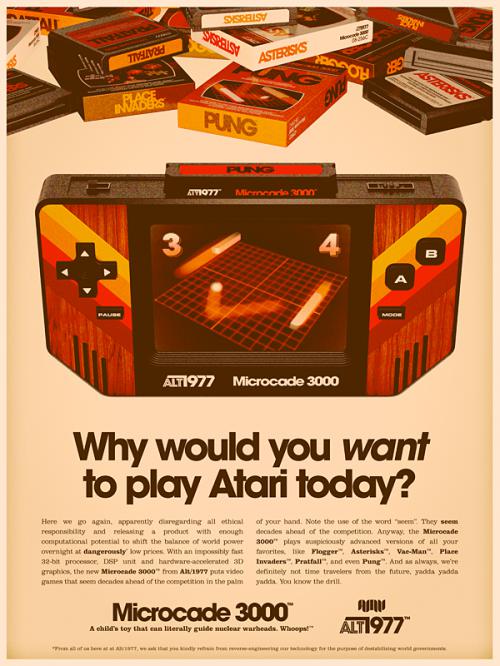 ASTERISKS
ASTERISKS
ASTERISKS
PRATFALL
PLACE
INVADERS
PUNG
PUNG
PUNG
ASTERISKS
PUNG
ALT1977 Microcade 3000™
3 4
B
A
PAUSE MODE
ALT1977 Microcade 3000
Why would you want
to play Atari today?
Here we go again, apparently disregarding all ethical
responsibility and releasing a product with enough
computational potential to shift the balance of world power
overnight at dangerously* low prices. With an impossibly fast
32-bit processor, DSP unit and hardware-accelerated 3D
graphics, the new Microcade 3000™ from Alt/1977 puts video
games that seem decades ahead of the competition in the palm
of your hand. Note the use of the word "seem". They seem
decades ahead of the competition. Anyway, the Microcade
3000™ plays suspiciously advanced versions of all your
favorites, like Flogger™, Asterisks™, Vac-Man™, Place
Invaders™, Pratfall™, and even Pung™. And as always, we're
definitely not time travelers from the future, yadda yadda
yadda. You know the drill.
Microcade 3000™
A child's toy that can literally guide nuclear warheads. Whoops!™
ALT1977™
*From all of us here at at Alt/1977, we ask that you kindly refrain from reverse-engineering our technology for the purpose of destabilising world governments.